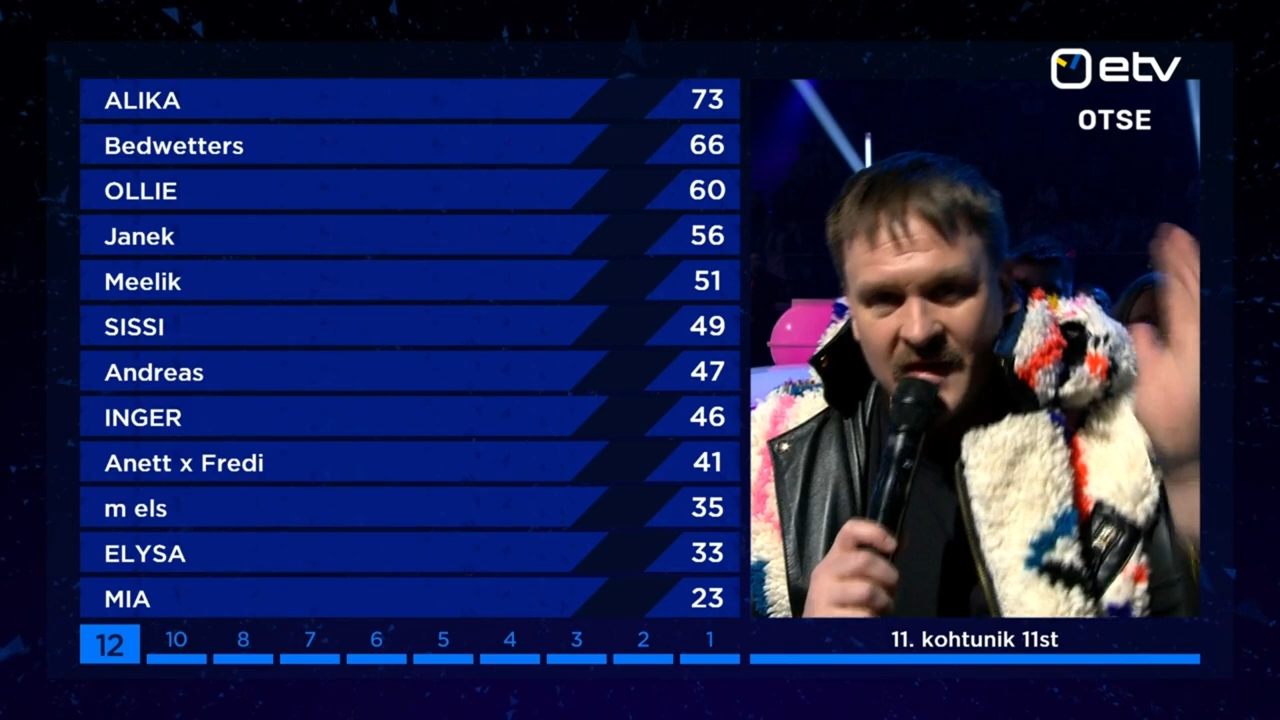 etv
OTSE
ALIKA 73
Bedwetters 66
OLLIE 60
Janek 56
Meelik 51
SISSI 49
Andreas 47
INGER 46
Anett x Fredi 41
m els 35
ELYSA 33
MIA 23
12 10 8 7 6 5 4 3 2 1
11. kohtunik 11st